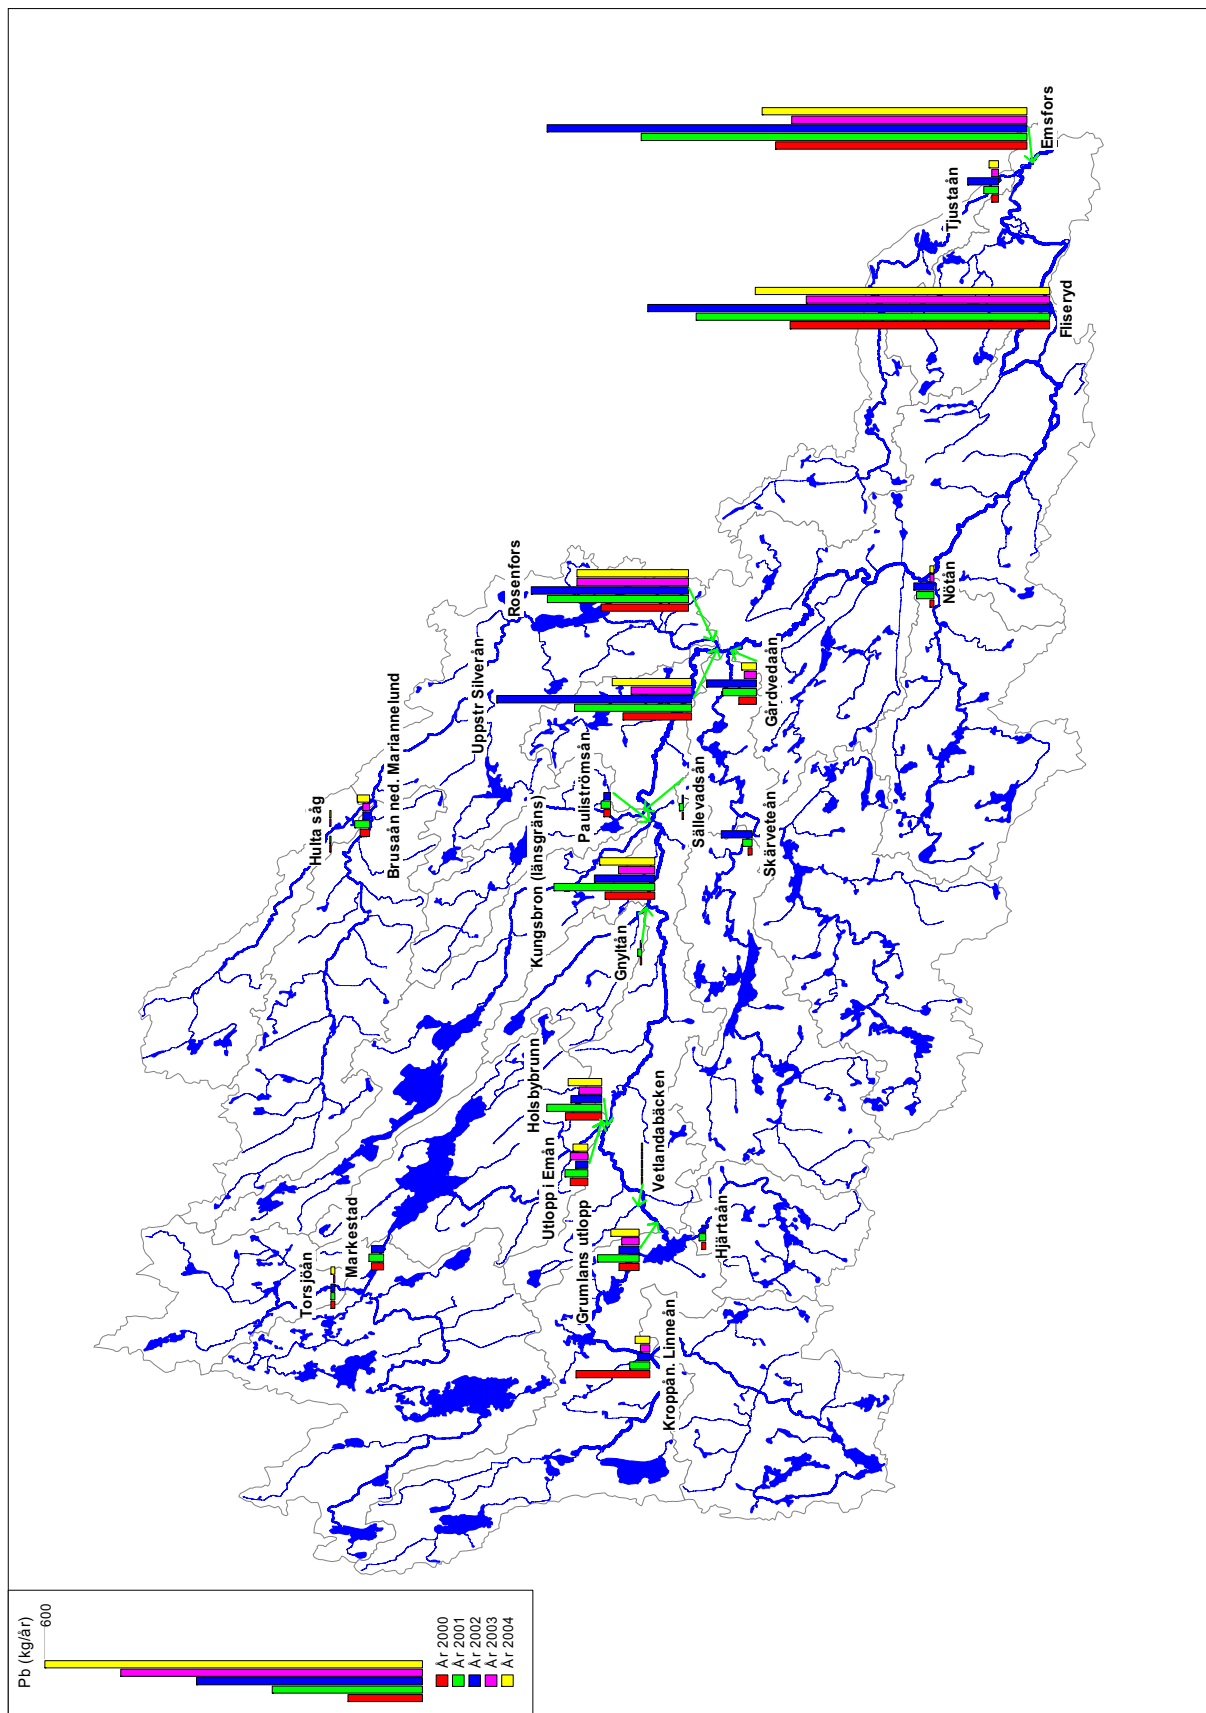 Emsfors
Tjustaån
Fliseryd
Rosenfors
Nötån
Uppstr Silverån
Gårdvedaån
Pauliströmsån
Hulta såg
Brusaån ned. Mariannelund
Sällevadsån
Skärveteån
Kungsbron (länsgräns)
Gnyltån
Holsbybrunn
Vetlandabäcken
Utlopp i Emån
Markestad
Grumlans utlopp
Hjärtaån
Torsjöån
Kroppån. Linneån
Pb (kg/år)
600
År 2000
År 2001
År 2002
År 2003
År 2004